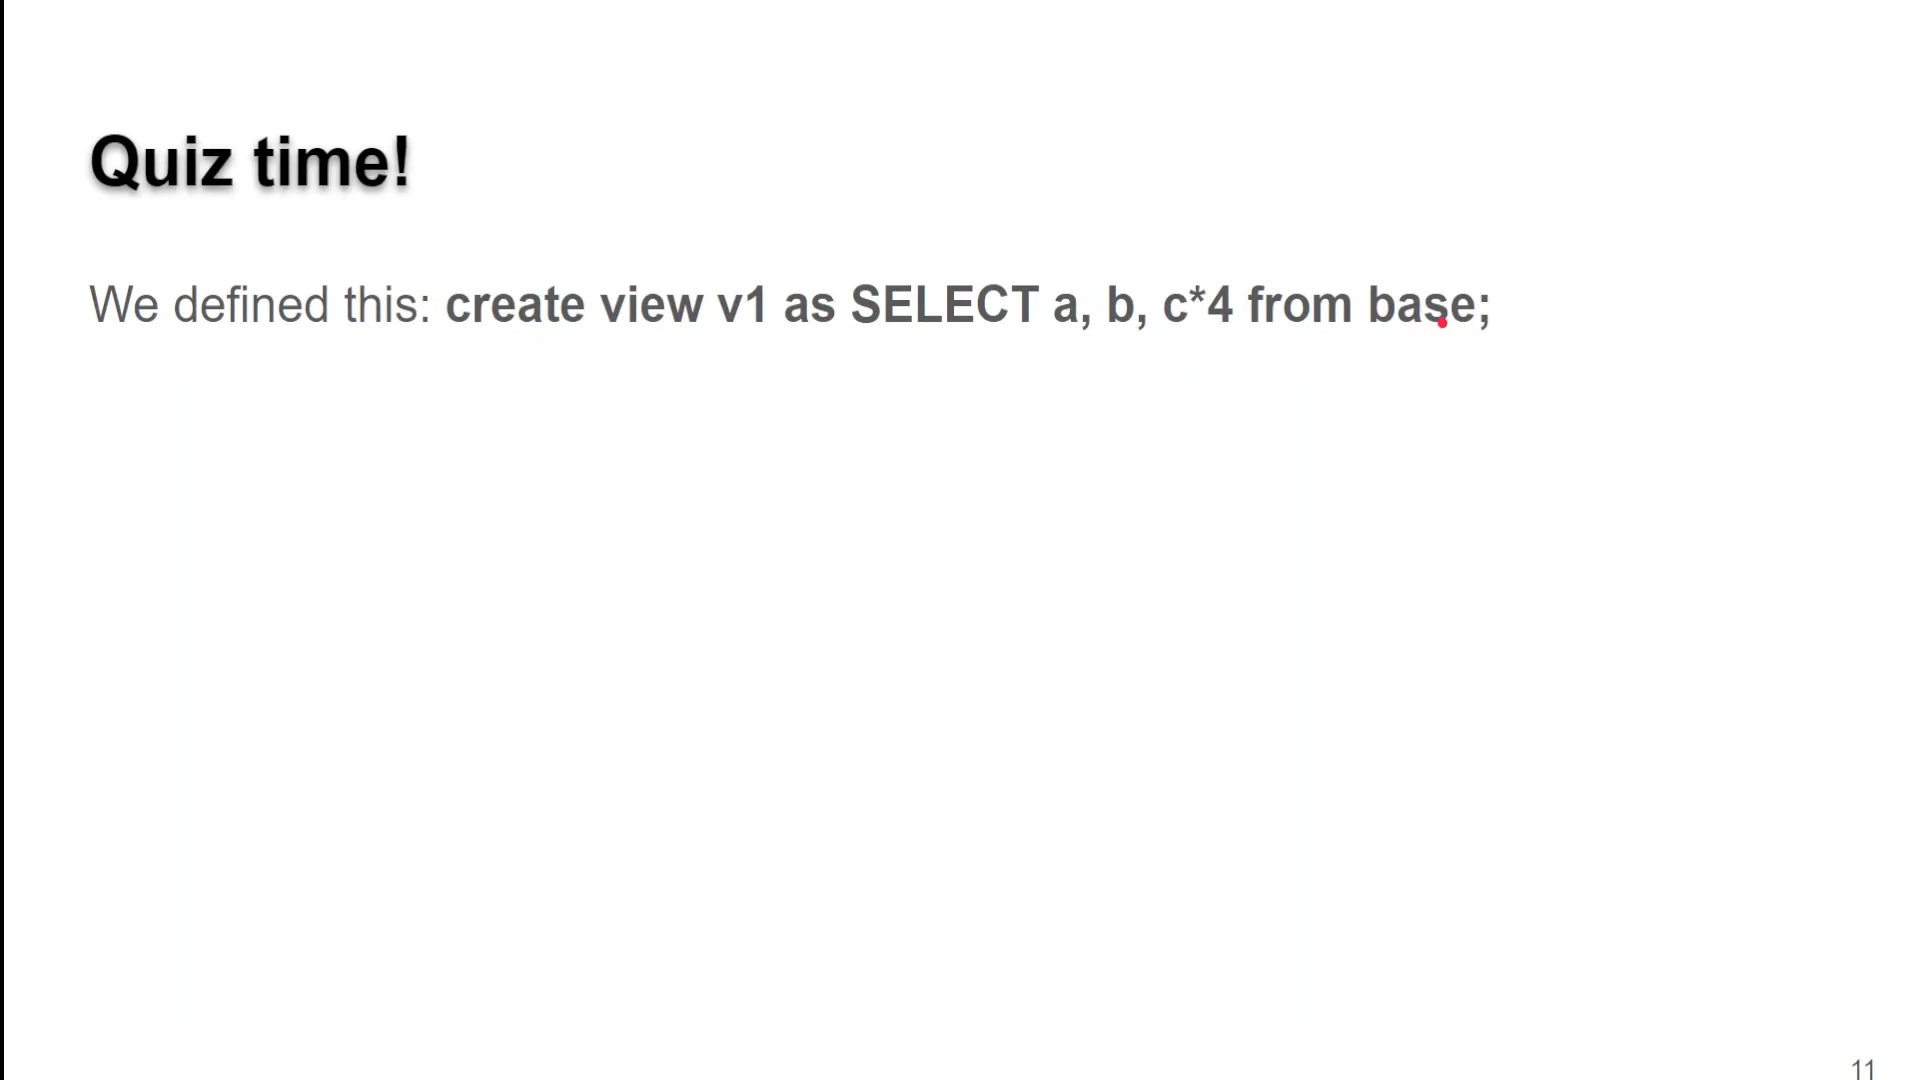 Quiz time!
We defined this: create view v1 as SELECT a, b, c*4 from base;
11